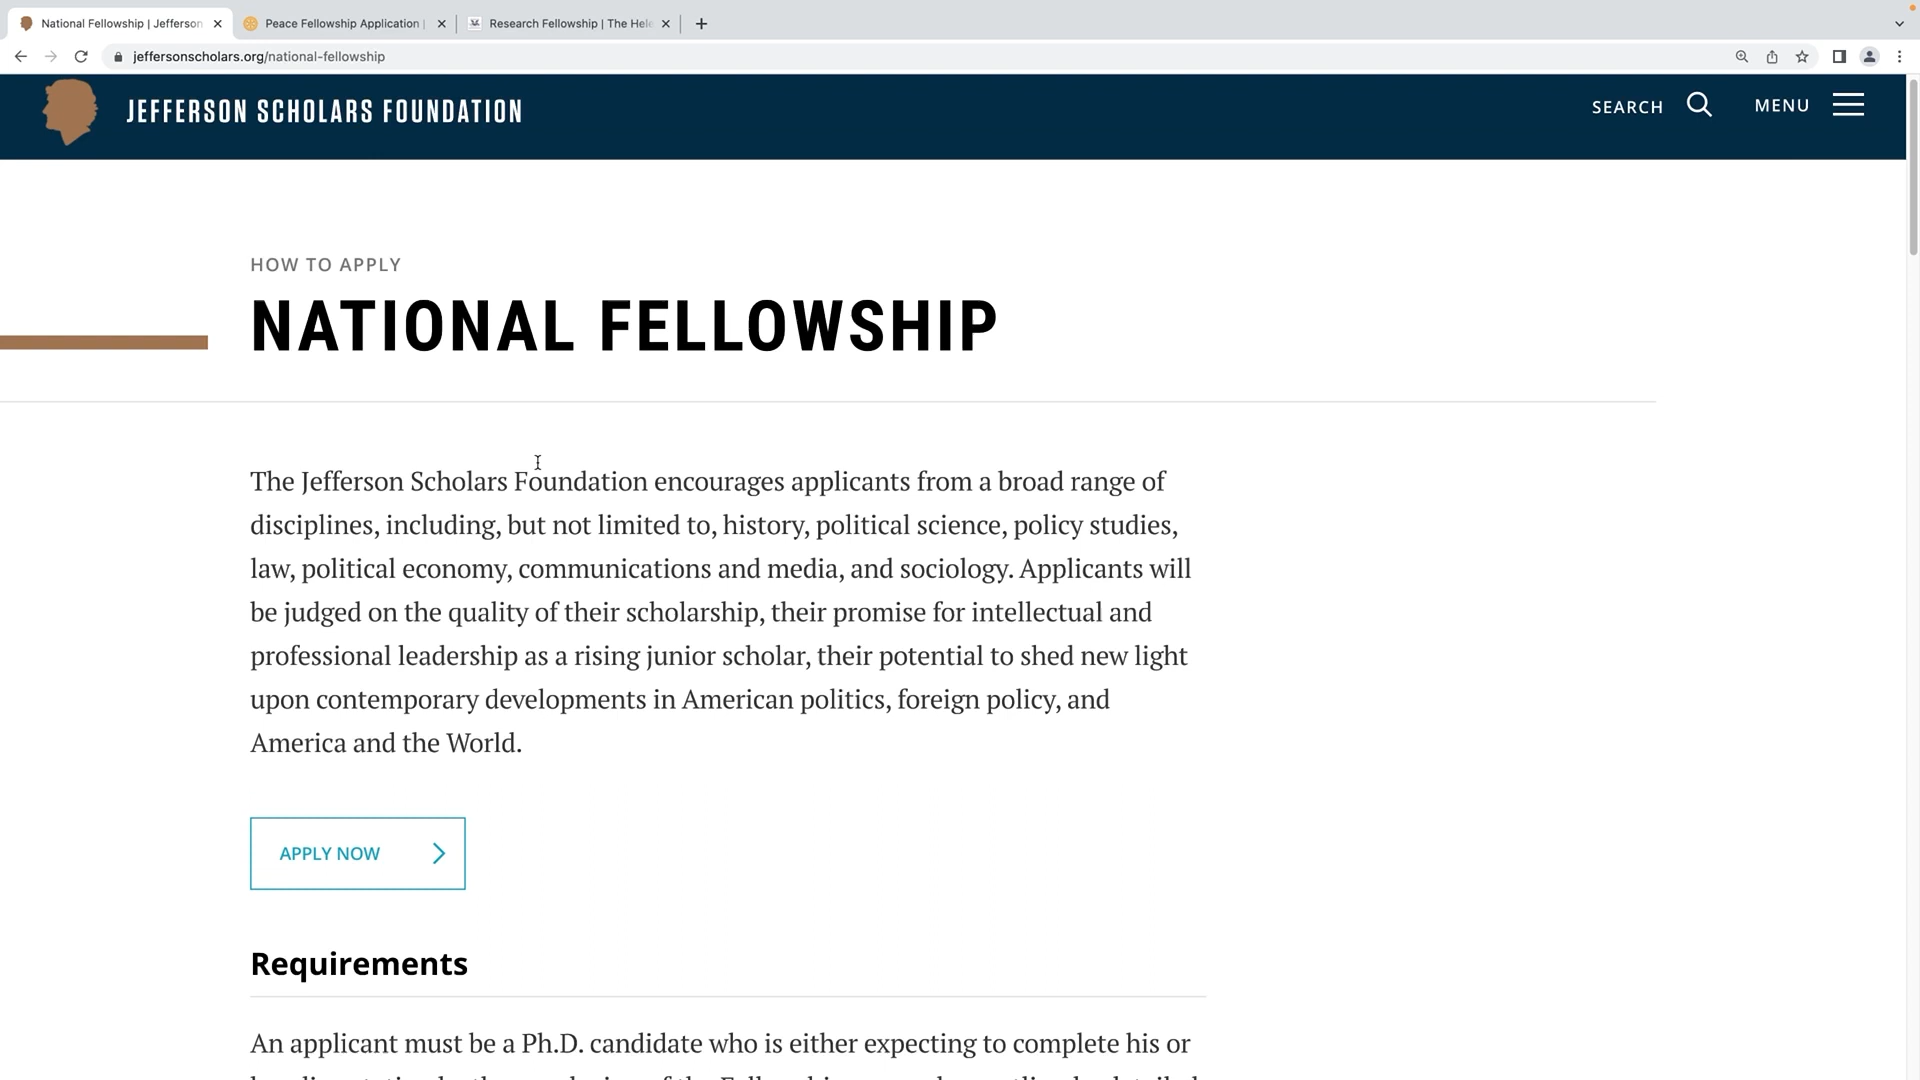 National Fellowship | Jefferson
Peace Fellowship Application |
Research Fellowship | The Hele
jeffersonscholars.org/national-fellowship
JEFFERSON SCHOLARS FOUNDATION
SEARCH
MENU
HOW TO APPLY
NATIONAL FELLOWSHIP
The Jefferson Scholars Foundation encourages applicants from a broad range of
disciplines, including, but not limited to, history, political science, policy studies,
law, political economy, communications and media, and sociology. Applicants will
be judged on the quality of their scholarship, their promise for intellectual and
professional leadership as a rising junior scholar, their potential to shed new light
upon contemporary developments in American politics, foreign policy, and
America and the World.
APPLY NOW
Requirements
An applicant must be a Ph.D. candidate who is either expecting to complete his or